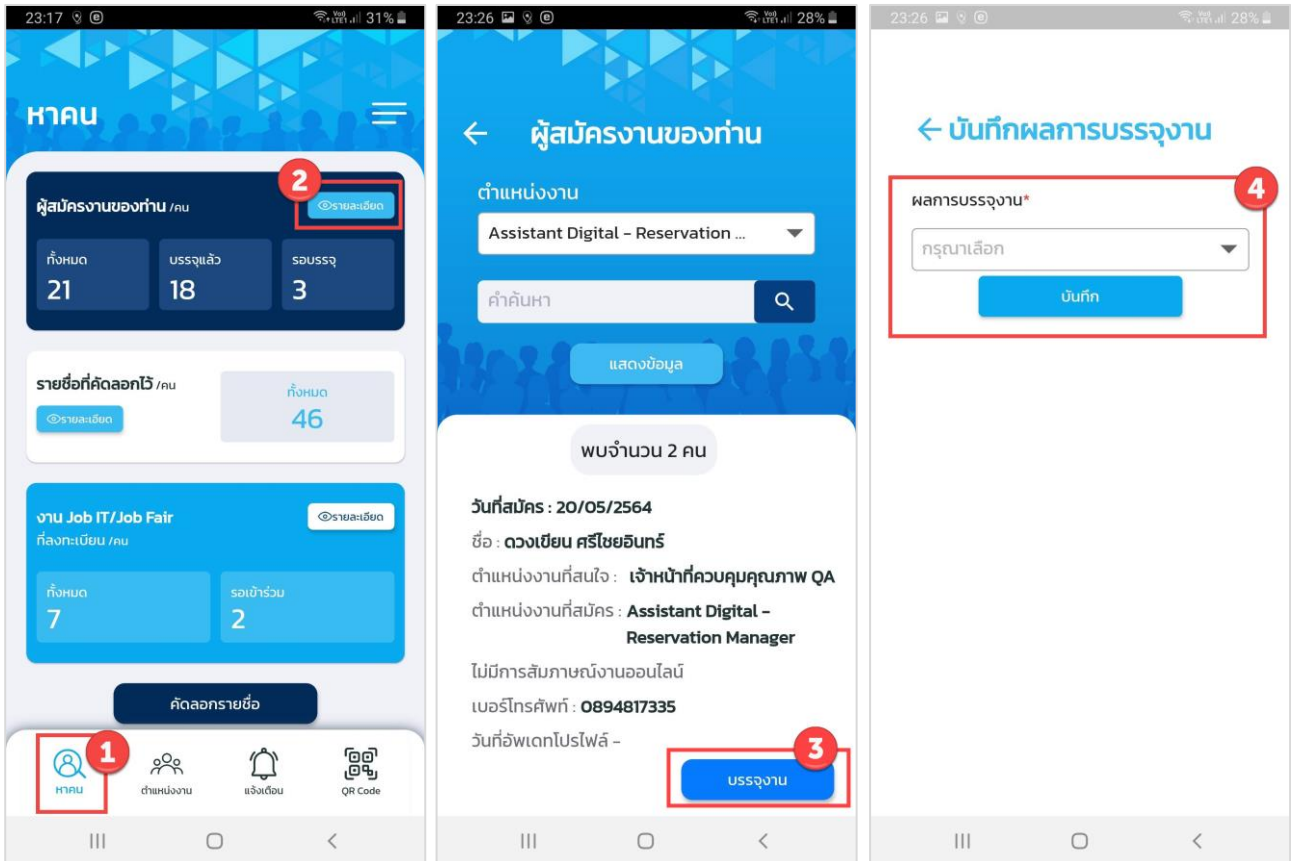 23:17 31%
หาคน
2
ผู้สมัครงานของท่าน /คน
รายละเอียด
ทั้งหมด บรรจุแล้ว รอบรรจุ
21 18 3
รายชื่อที่คัดลอกไว้ /คน
รายละเอียด
ทั้งหมด
46
งาน Job IT/Job Fair
รายละเอียด
ที่ลงทะเบียน /คน
ทั้งหมด รอเข้าร่วม
7 2
คัดลอกรายชื่อ
1
หาคน ตำแหน่งงาน แจ้งเตือน QR Code
23:26 28%
ผู้สมัครงานของท่าน
ตำแหน่งงาน
Assistant Digital - Reservation ...
คำค้นหา
แสดงข้อมูล
พบจำนวน 2 คน
วันที่สมัคร : 20/05/2564
ชื่อ : ดวงเขียน ศรีไชยอินทร์
ตำแหน่งงานที่สนใจ : เจ้าหน้าที่ควบคุมคุณภาพ QA
ตำแหน่งงานที่สมัคร : Assistant Digital -
Reservation Manager
ไม่มีการสัมภาษณ์งานออนไลน์
เบอร์โทรศัพท์ : 0894817335
วันที่อัพเดทโปรไฟล์ -
3
บรรจุงาน
23:26 28%
บันทึกผลการบรรจุงาน
4
ผลการบรรจุงาน*
กรุณาเลือก
บันทึก